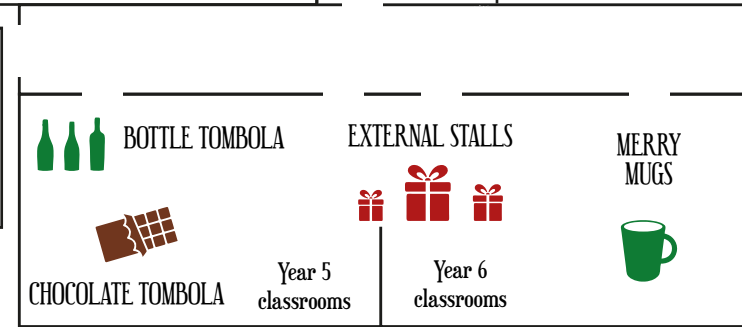 BOTTLE TOMBOLA
EXTERNAL STALLS
MERRY
MUGS
CHOCOLATE TOMBOLA
Year 5
classrooms
Year 6
classrooms